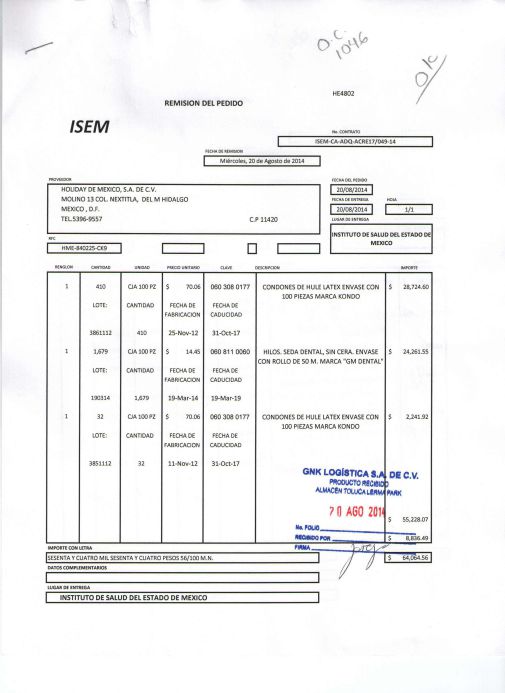 O.C.
1046
O/C
HE4802
REMISION DEL PEDIDO
ISEM
No. CONTRATO
ISEM-CA-ADQ-ACRE17/049-14
FECHA DE REMISION
Miércoles, 20 de Agosto de 2014
PROVEEDOR
FECHA DEL PEDIDO
HOLIDAY DE MEXICO, S.A. DE C.V.
20/08/2014
MOLINO 13 COL. NEXTITLA, DEL M HIDALGO
FECHA DE ENTREGA HOJA
MEXICO , D.F.
20/08/2014 1/1
TEL.5396-9557 C.P 11420
LUGAR DE ENTREGA
RFC
INSTITUTO DE SALUD DEL ESTADO DE
MEXICO
HME-840225-CK9
RENGLON CANTIDAD UNIDAD PRECIO UNITARIO CLAVE DESCRIPCION IMPORTE
1 410 CJA 100 PZ $ 70.06 060 308 0177 CONDONES DE HULE LATEX ENVASE CON $ 28,724.60
100 PIEZAS MARCA KONDO
LOTE: CANTIDAD FECHA DE FECHA DE
FABRICACION CADUCIDAD
3861112 410 25-Nov-12 31-Oct-17
1 1,679 CJA 100 PZ $ 14.45 060 811 0060 HILOS. SEDA DENTAL, SIN CERA. ENVASE $ 24,261.55
CON ROLLO DE 50 M. MARCA "GM DENTAL"
LOTE: CANTIDAD FECHA DE FECHA DE
FABRICACION CADUCIDAD
190314 1,679 19-Mar-14 19-Mar-19
1 32 CJA 100 PZ $ 70.06 060 308 0177 CONDONES DE HULE LATEX ENVASE CON $ 2,241.92
100 PIEZAS MARCA KONDO
LOTE: CANTIDAD FECHA DE FECHA DE
FABRICACION CADUCIDAD
3851112 32 11-Nov-12 31-Oct-17
GNK LOGÍSTICA S.A. DE C.V.
PRODUCTO RECIBIDO
ALMACÉN TOLUCA LERMA PARK
20 AGO 2014
$ 55,228.07
No. FOLIO
RECIBIDO POR
$ 8,836.49
FIRMA
IMPORTE CON LETRA
SESENTA Y CUATRO MIL SESENTA Y CUATRO PESOS 56/100 M.N. $ 64,064.56
DATOS COMPLEMENTARIOS
LUGAR DE ENTREGA
INSTITUTO DE SALUD DEL ESTADO DE MEXICO